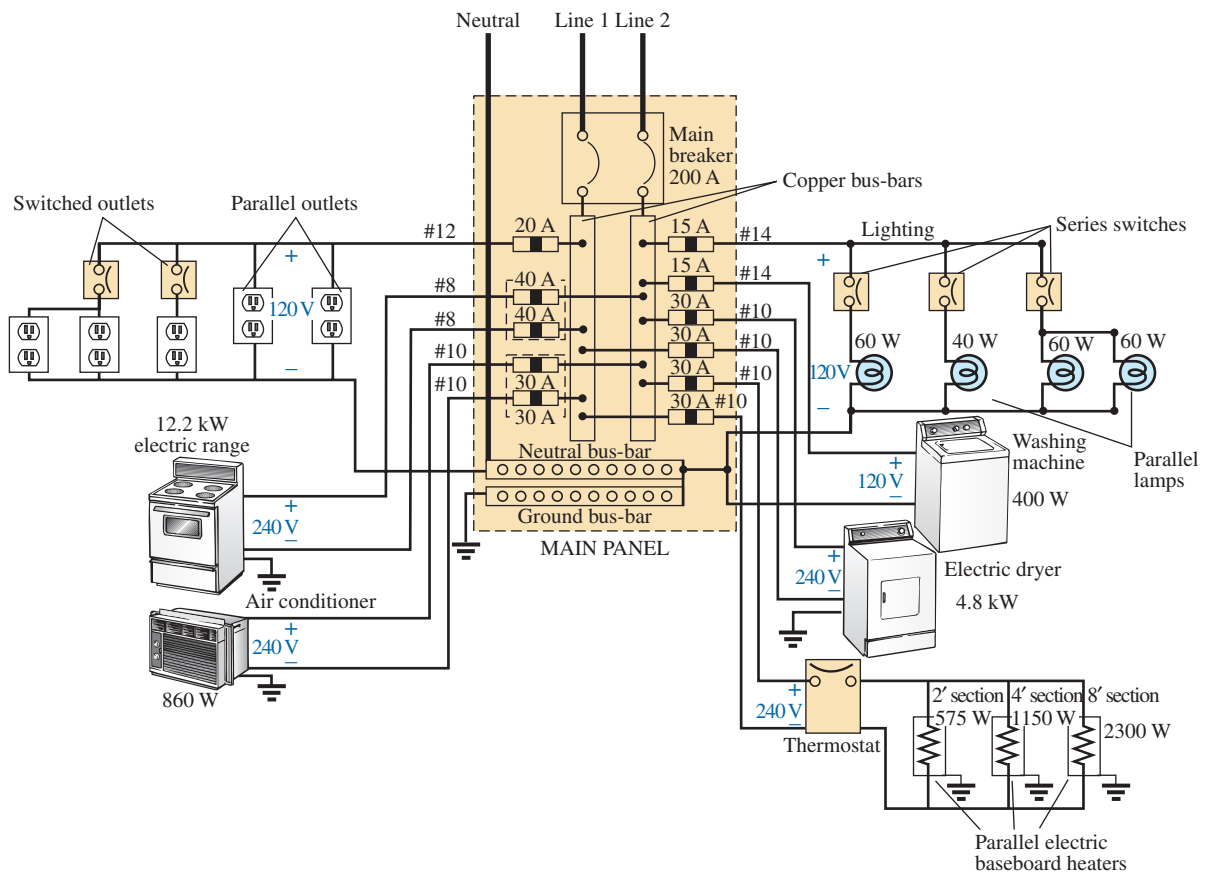 Neutral
Line 1 Line 2
Main
breaker
200 A
Copper bus-bars
Switched outlets
Parallel outlets
#12
20 A
15 A
#14
Lighting
Series switches
+
120 V
–
#8
40 A
#8
40 A
#10
#10
30 A
30 A
15 A
#14
30 A
#10
30 A
#10
30 A
#10
30 A
#10
+
120V
–
60 W
40 W
60 W
60 W
Parallel
lamps
Neutral bus-bar
Ground bus-bar
MAIN PANEL
12.2 kW
electric range
+
240 V
–
Air conditioner
+
240 V
–
860 W
Washing
machine
+
120 V
–
400 W
Electric dryer
4.8 kW
+
240 V
–
+
240 V
–
Thermostat
2′ section
575 W
4′ section
1150 W
8′ section
2300 W
Parallel electric
baseboard heaters